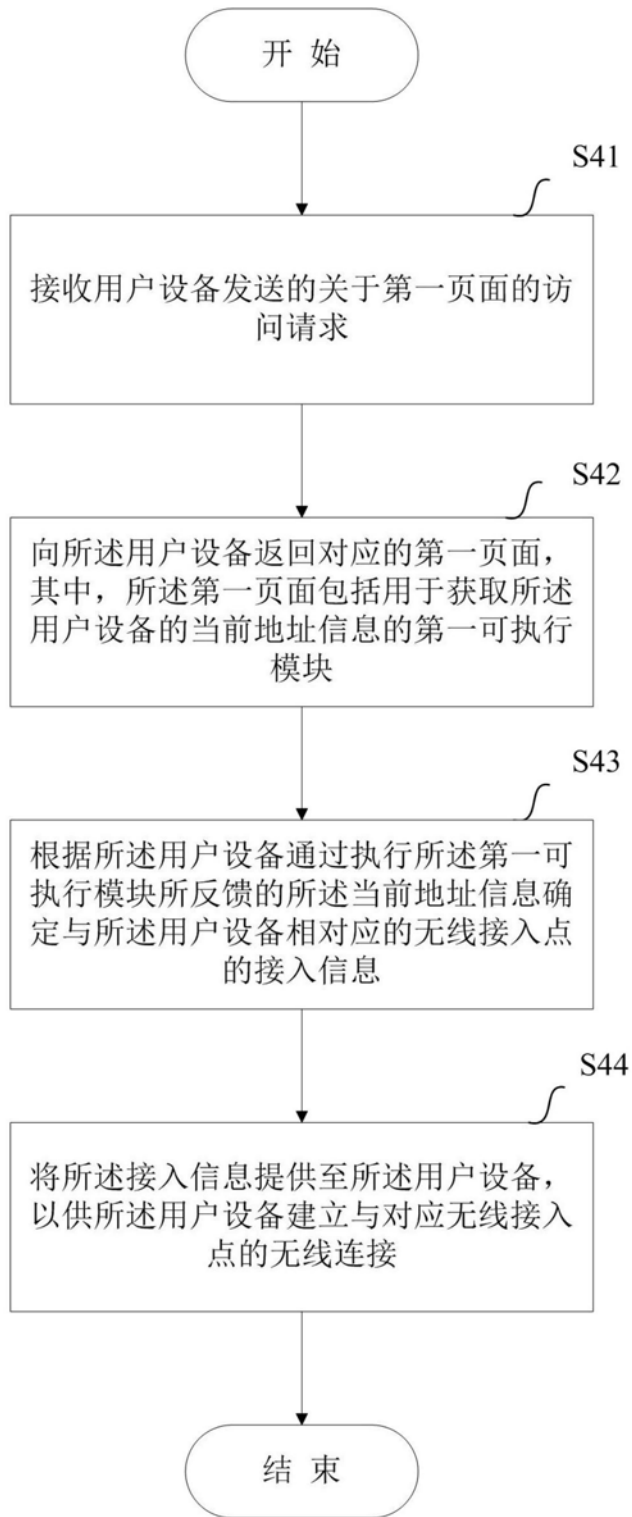 开 始
S41
接收用户设备发送的关于第一页面的访
问请求
S42
向所述用户设备返回对应的第一页面，
其中，所述第一页面包括用于获取所述
用户设备的当前地址信息的第一可执行
模块
S43
根据所述用户设备通过执行所述第一可
执行模块所反馈的所述当前地址信息确
定与所述用户设备相对应的无线接入点
的接入信息
S44
将所述接入信息提供至所述用户设备，
以供所述用户设备建立与对应无线接入
点的无线连接
结 束